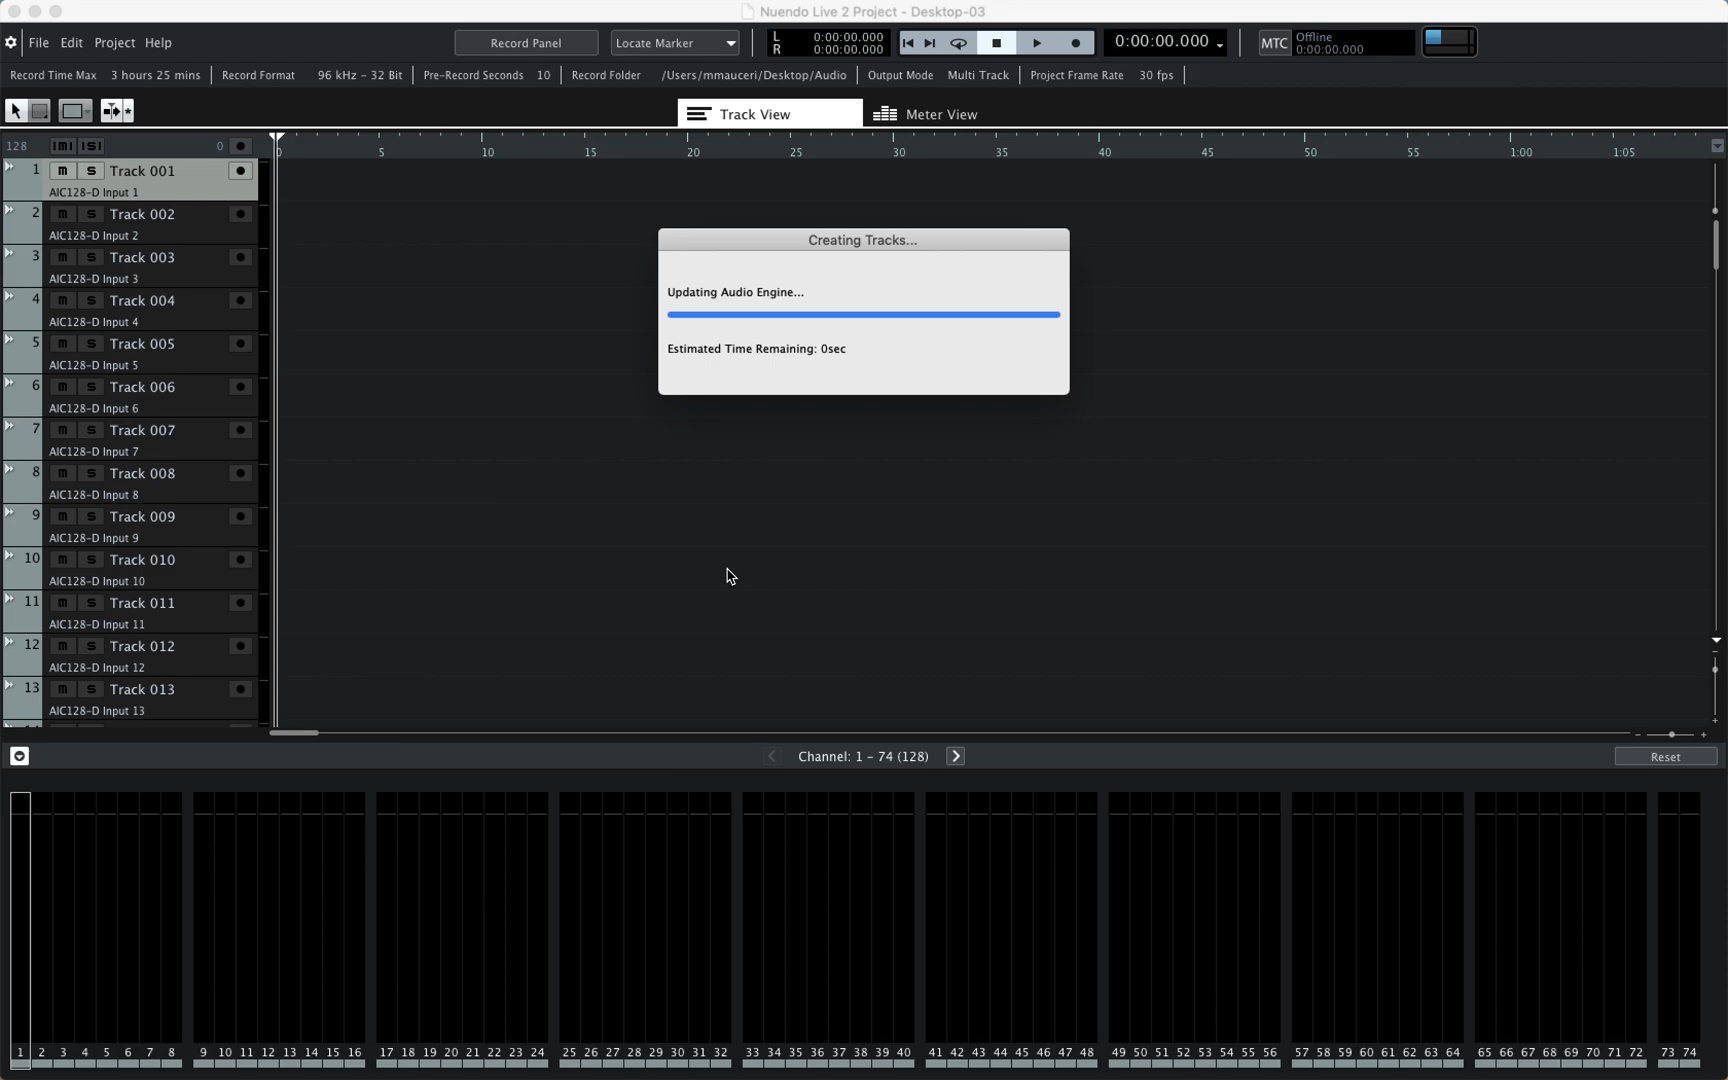 Nuendo Live 2 Project - Desktop-03
File Edit Project Help
Record Panel
Locate Marker
L 0:00:00.000
R 0:00:00.000
0:00:00.000
MTC Offline
0:00:00.000
Record Time Max 3 hours 25 mins Record Format 96 kHz - 32 Bit Pre-Record Seconds 10 Record Folder /Users/mmauceri/Desktop/Audio Output Mode Multi Track Project Frame Rate 30 fps
Track View
Meter View
128 M S 0
0 5 10 15 20 25 30 35 40 45 50 55 1:00 1:05
1 m s Track 001
AIC128-D Input 1
2 m s Track 002
AIC128-D Input 2
3 m s Track 003
AIC128-D Input 3
4 m s Track 004
AIC128-D Input 4
5 m s Track 005
AIC128-D Input 5
6 m s Track 006
AIC128-D Input 6
7 m s Track 007
AIC128-D Input 7
8 m s Track 008
AIC128-D Input 8
9 m s Track 009
AIC128-D Input 9
10 m s Track 010
AIC128-D Input 10
11 m s Track 011
AIC128-D Input 11
12 m s Track 012
AIC128-D Input 12
13 m s Track 013
AIC128-D Input 13
Creating Tracks...
Updating Audio Engine...
Estimated Time Remaining: 0sec
Channel: 1 - 74 (128)
Reset
1 2 3 4 5 6 7 8 9 10 11 12 13 14 15 16 17 18 19 20 21 22 23 24 25 26 27 28 29 30 31 32 33 34 35 36 37 38 39 40 41 42 43 44 45 46 47 48 49 50 51 52 53 54 55 56 57 58 59 60 61 62 63 64 65 66 67 68 69 70 71 72 73 74